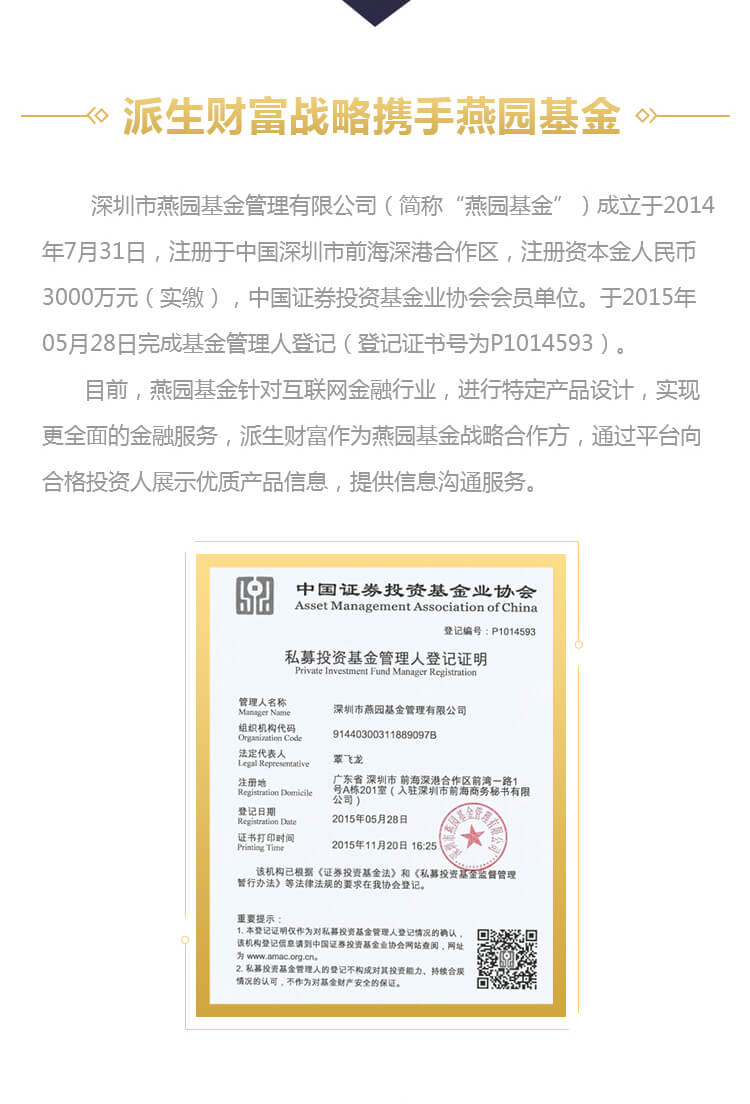 派生财富战略携手燕园基金
深圳市燕园基金管理有限公司（简称“燕园基金”）成立于2014
年7月31日，注册于中国深圳市前海深港合作区，注册资本金人民币
3000万元（实缴），中国证券投资基金业协会会员单位。于2015年
05月28日完成基金管理人登记（登记证书号为P1014593）。
目前，燕园基金针对互联网金融行业，进行特定产品设计，实现
更全面的金融服务，派生财富作为燕园基金战略合作方，通过平台向
合格投资人展示优质产品信息，提供信息沟通服务。
中国证券投资基金业协会
Asset Management Association of China
登记编号：P1014593
私募投资基金管理人登记证明
Private Investment Fund Manager Registration
管理人名称
Manager Name
深圳市燕园基金管理有限公司
组织机构代码
Organization Code
91440300311889097B
法定代表人
Legal Representative
覃飞龙
注册地
Registration Domicile
广东省 深圳市 前海深港合作区前湾一路1
号A栋201室（入驻深圳市前海商务秘书有限
公司）
登记日期
Registration Date
2015年05月28日
证书打印时间
Printing Time
2015年11月20日 16:25
深圳市燕园基金管理有限公司
该机构已根据《证券投资基金法》和《私募投资基金监督管理
暂行办法》等法律法规的要求在我协会登记。
重要提示：
1. 本登记证明仅作为对私募投资基金管理人登记情况的确认，
该机构登记信息请到中国证券投资基金业协会网站查阅，网址
为 www.amac.org.cn。
2. 私募投资基金管理人的登记不构成对其投资能力、持续合规
情况的认可，不作为对基金财产安全的保证。